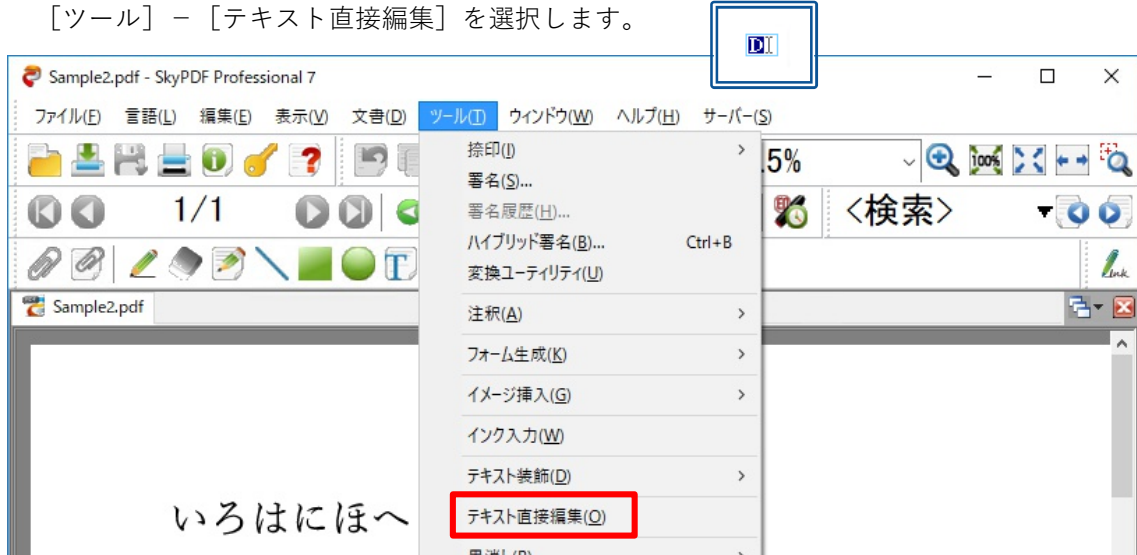 ［ツール］－［テキスト直接編集］を選択します。
D
Sample2.pdf - SkyPDF Professional 7
ファイル(F) 言語(L) 編集(E) 表示(V) 文書(D) ツール(T) ウィンドウ(W) ヘルプ(H) サーバー(S)
捺印(I)
.5%
100%
署名(S)...
1/1
署名履歴(H)...
<検索>
ハイブリッド署名(B)... Ctrl+B
T
変換ユーティリティ(U)
Link
Sample2.pdf
注釈(A)
フォーム生成(K)
イメージ挿入(G)
インク入力(W)
テキスト装飾(D)
いろはにほへ
テキスト直接編集(O)